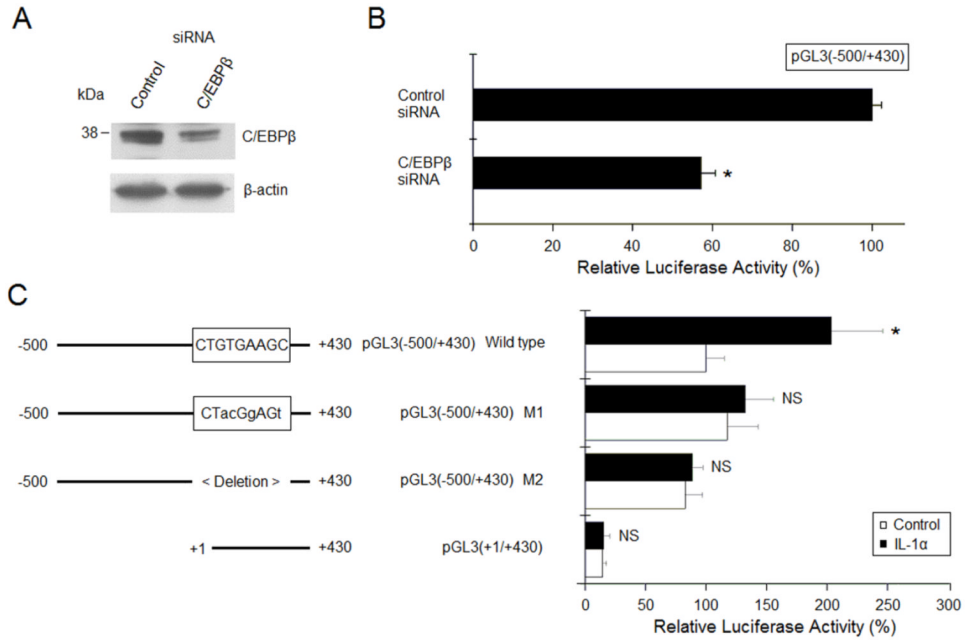 A
siRNA
kDa
Control
C/EBPβ
38
C/EBPβ
β-actin
B
pGL3(-500/+430)
Control
siRNA
C/EBPβ
siRNA
*
0 20 40 60 80 100
Relative Luciferase Activity (%)
C
-500 CTGTGAAGC +430 pGL3(-500/+430) Wild type *
-500 CTacGgAGt +430 pGL3(-500/+430) M1 NS
-500 < Deletion > +430 pGL3(-500/+430) M2 NS
+1 +430 pGL3(+1/+430) NS
Control
IL-1α
0 50 100 150 200 250 300
Relative Luciferase Activity (%)